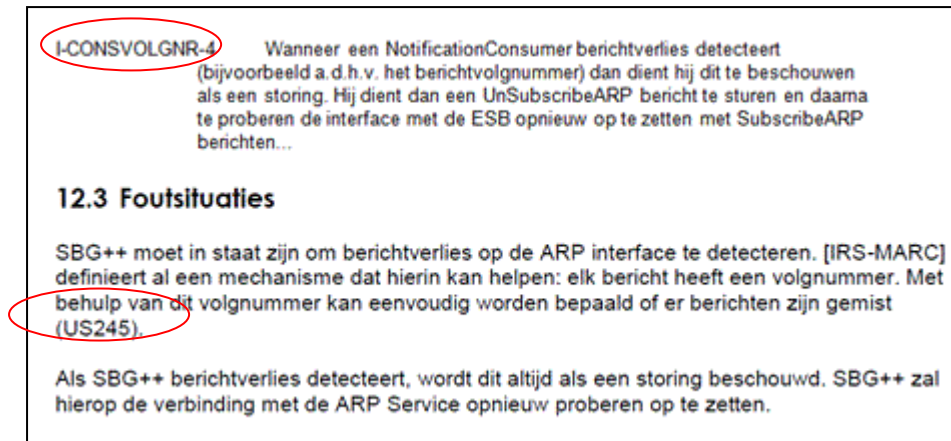 I-CONSVOLGNR-4 Wanneer een NotificationConsumer berichtverlies detecteert
(bijvoorbeeld a.d.h.v. het berichtvolgnummer) dan dient hij dit te beschouwen
als een storing. Hij dient dan een UnSubscribeARP bericht te sturen en daarna
te proberen de interface met de ESB opnieuw op te zetten met SubscribeARP
berichten...
12.3 Foutsituaties
SBG++ moet in staat zijn om berichtverlies op de ARP interface te detecteren. [IRS-MARC]
definieert al een mechanisme dat hierin kan helpen: elk bericht heeft een volgnummer. Met
behulp van dit volgnummer kan eenvoudig worden bepaald of er berichten zijn gemist
(US245).
Als SBG++ berichtverlies detecteert, wordt dit altijd als een storing beschouwd. SBG++ zal
hierop de verbinding met de ARP Service opnieuw proberen op te zetten.